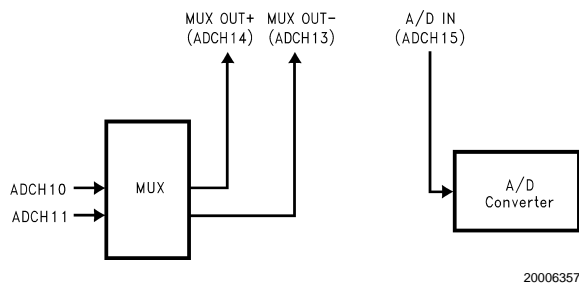 MUX OUT+ MUX OUT- A/D IN
(ADCH14) (ADCH13) (ADCH15)
ADCH10
MUX
ADCH11
A/D
Converter
20006357